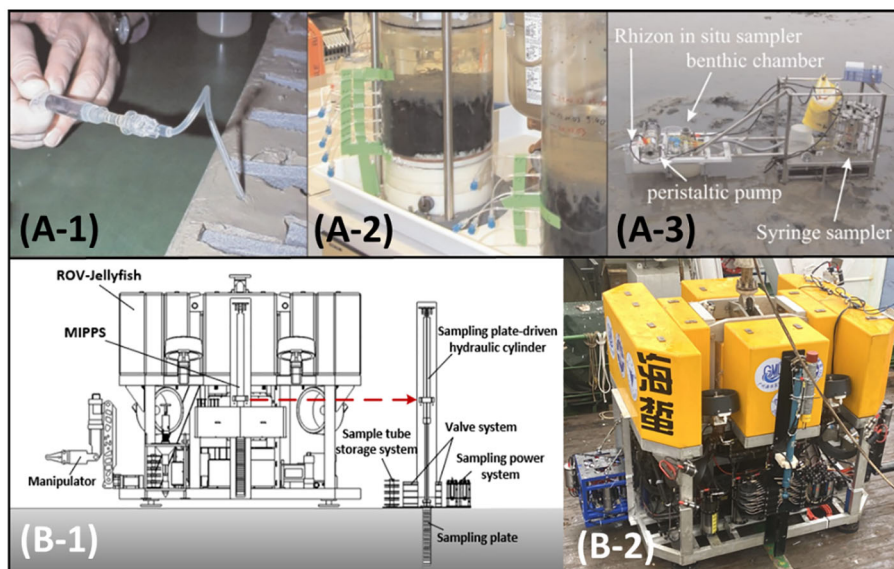 Rhizon in situ sampler
benthic chamber
peristaltic pump
Syringe sampler
(A-1)
(A-2)
(A-3)
ROV-Jellyfish
MIPPS
Sampling plate-driven
hydraulic cylinder
Sample tube
storage system
Valve system
Sampling power
system
Manipulator
Sampling plate
(B-1)
海蜇
GMGS
(B-2)